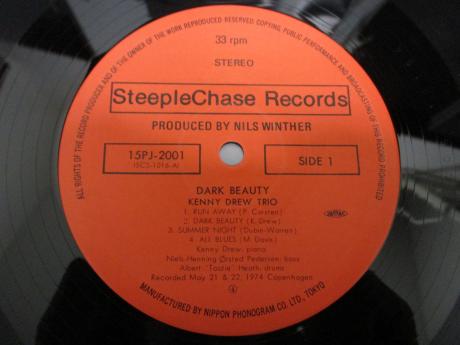 ALL RIGHTS OF THE RECORD PRODUCER AND OF THE OWNER OF THE WORK REPRODUCED RESERVED. COPYING, PUBLIC PERFORMANCE AND BROADCASTING OF THIS RECORD PROHIBITED
33 rpm
STEREO
SteepleChase Records
PRODUCED BY NILS WINTHER
15PJ-2001
(SCS-1016-A)
SIDE 1
DARK BEAUTY
KENNY DREW TRIO
1. RUN AWAY (P. Carsten)
2. DARK BEAUTY (K. Drew)
3. SUMMER NIGHT (Dubin-Warren)
4. ALL BLUES (M. Davis)
Kenny Drew, piano
Niels-Henning Ørsted Pedersen, bass
Albert "Tootie" Heath, drums
Recorded May 21 & 22, 1974 Copenhagen
MANUFACTURED BY NIPPON PHONOGRAM CO. LTD., TOKYO